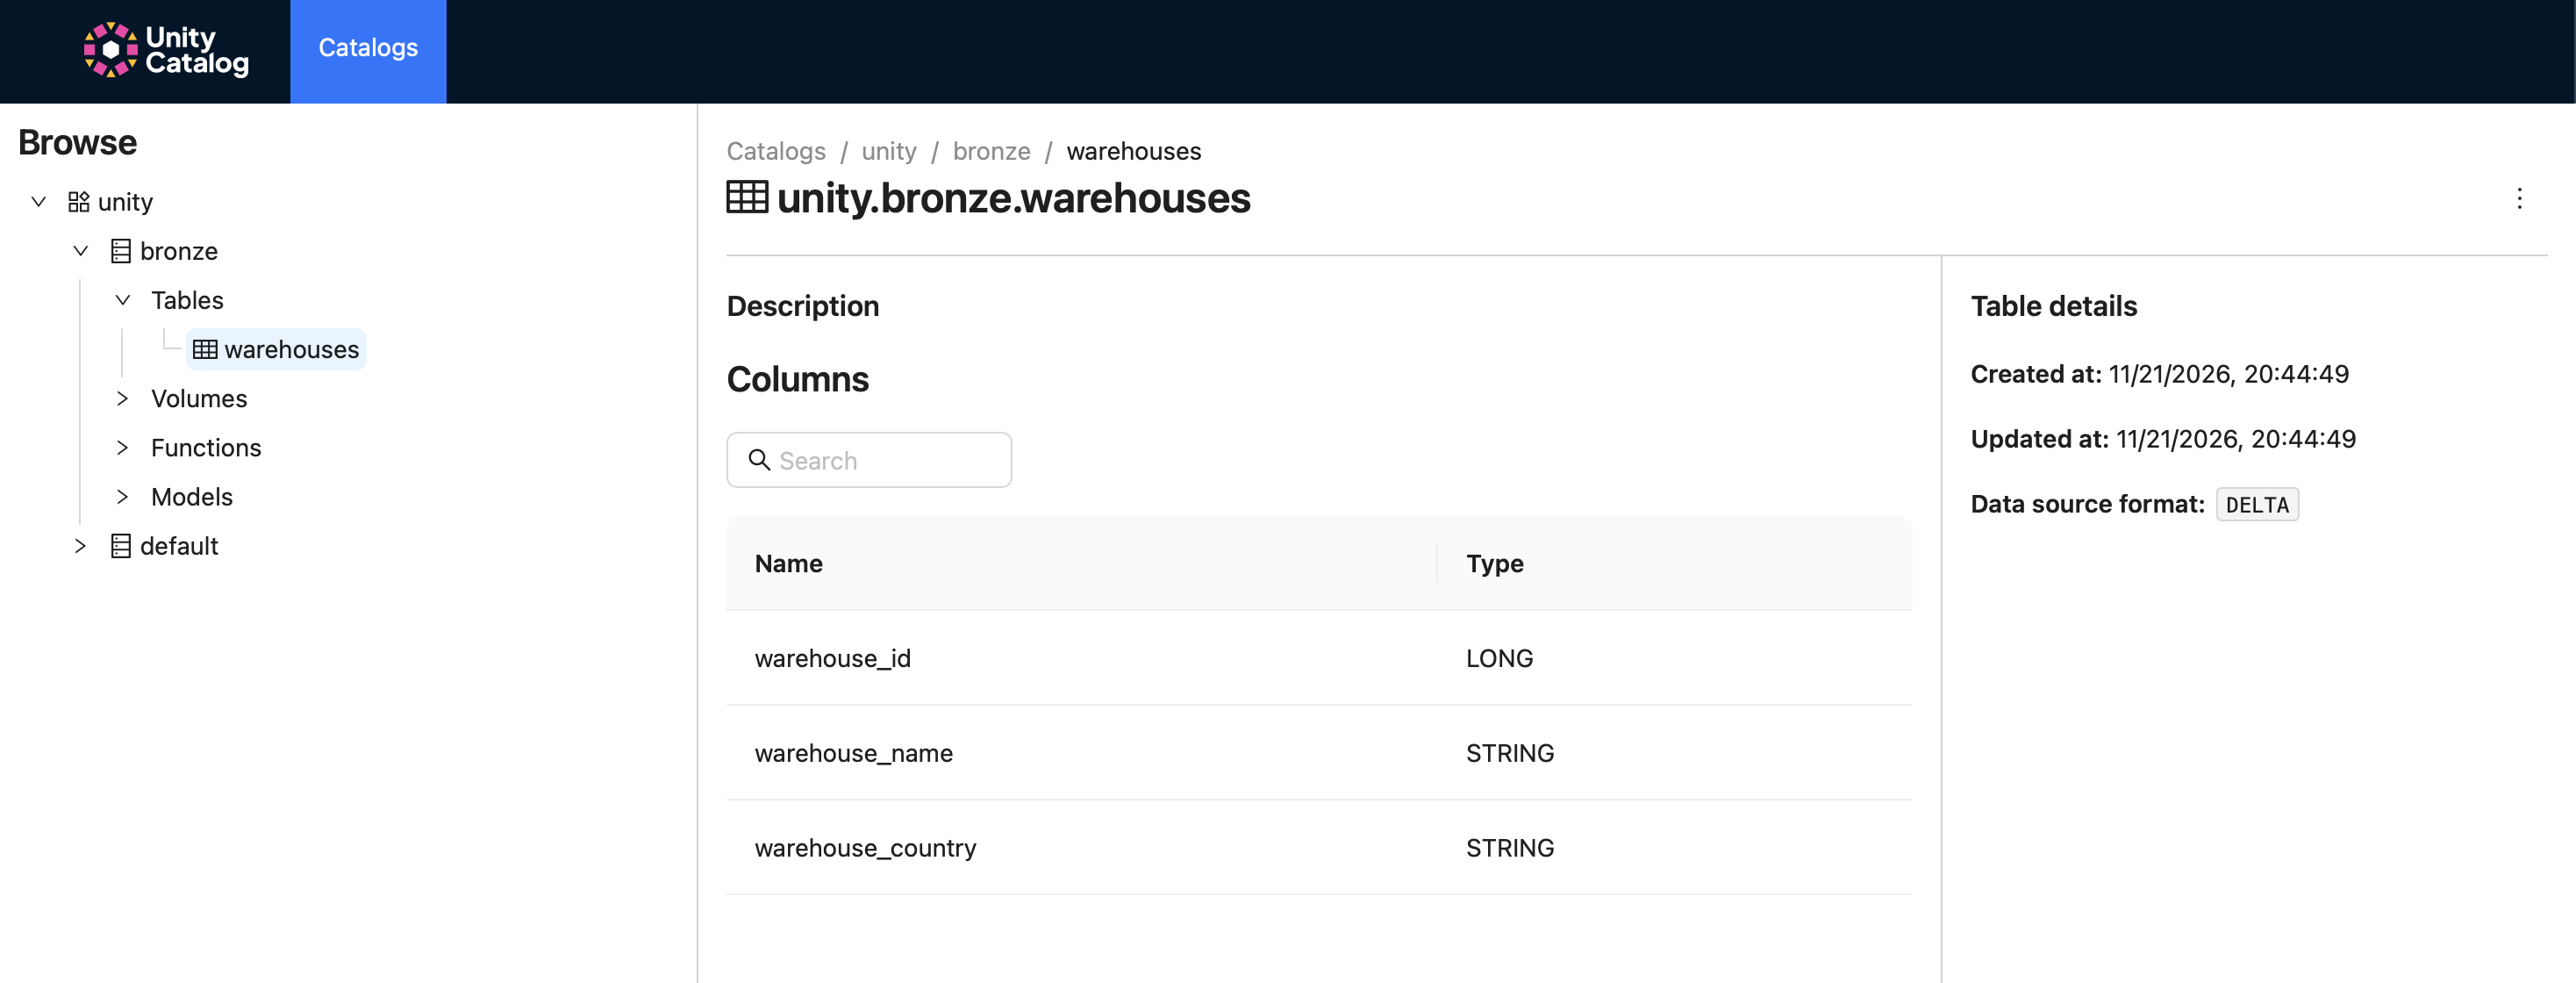 Unity
Catalog
Catalogs
Browse
unity
bronze
Tables
warehouses
Volumes
Functions
Models
default
Catalogs / unity / bronze / warehouses
unity.bronze.warehouses
Description
Columns
Search
Name Type
warehouse_id LONG
warehouse_name STRING
warehouse_country STRING
Table details
Created at: 11/21/2026, 20:44:49
Updated at: 11/21/2026, 20:44:49
Data source format: DELTA